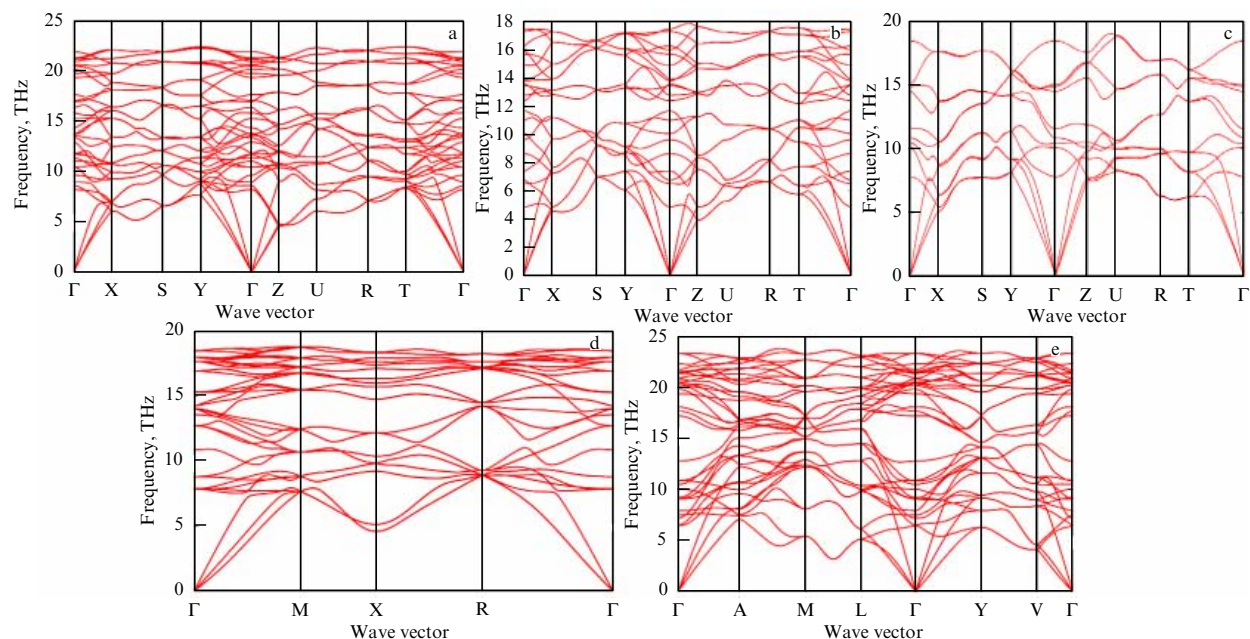 a
25
20
15
10
5
0
Frequency, THz
Γ X S Y Γ Z U R T Γ
Wave vector
b
18
16
14
12
10
8
6
4
2
0
Frequency, THz
Γ X S Y Γ Z U R T Γ
Wave vector
c
20
15
10
5
0
Frequency, THz
Γ X S Y Γ Z U R T Γ
Wave vector
d
20
15
10
5
0
Frequency, THz
Γ M X R Γ
Wave vector
e
25
20
15
10
5
0
Frequency, THz
Γ A M L Γ Y V Γ
Wave vector